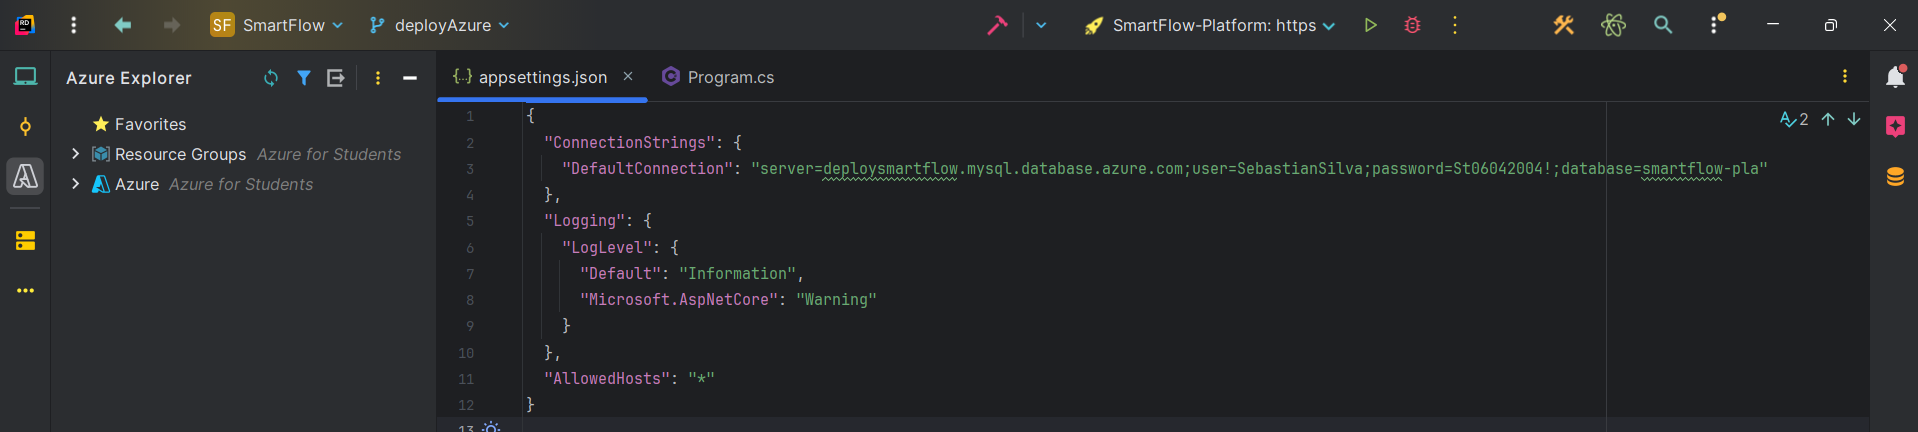 SF SmartFlow deployAzure SmartFlow-Platform: https
Azure Explorer
appsettings.json × Program.cs
Favorites
Resource Groups Azure for Students
Azure Azure for Students
2
1 {
2 "ConnectionStrings": {
3 "DefaultConnection": "server=deploysmartflow.mysql.database.azure.com;user=SebastianSilva;password=St06042004!;database=smartflow-pla"
4 },
5 "Logging": {
6 "LogLevel": {
7 "Default": "Information",
8 "Microsoft.AspNetCore": "Warning"
9 }
10 },
11 "AllowedHosts": "*"
12 }
13